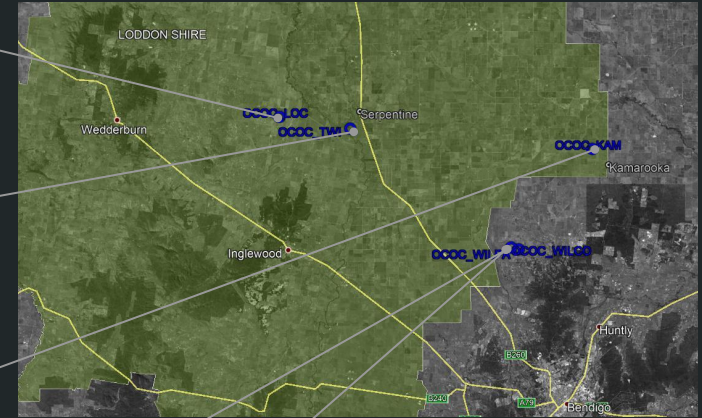 LODDON SHIRE
OCOC_LOC
Serpentine
Wedderburn
OCOC_TWI
OCOC_KAM
Kamarooka
Inglewood
OCOC_WILGD
Huntly
B260
B240
A79
Bendigo